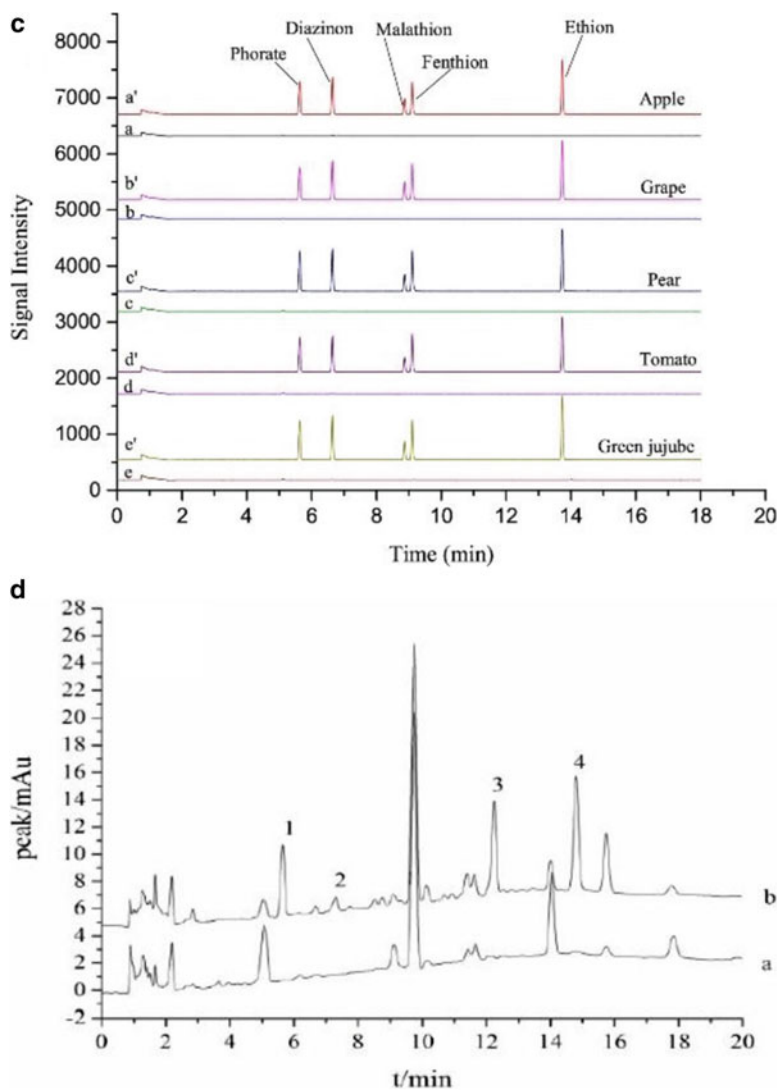 c
8000
7000
6000
5000
4000
3000
2000
1000
0
Signal Intensity
Phorate
Diazinon
Malathion
Fenthion
Ethion
a'
Apple
a
b'
Grape
b
c'
Pear
c
d'
Tomato
d
e'
Green jujube
e
0 2 4 6 8 10 12 14 16 18 20
Time (min)
d
28
26
24
22
20
18
16
14
12
10
8
6
4
2
0
-2
peak/mAu
1
2
3
4
b
a
0 2 4 6 8 10 12 14 16 18 20
t/min